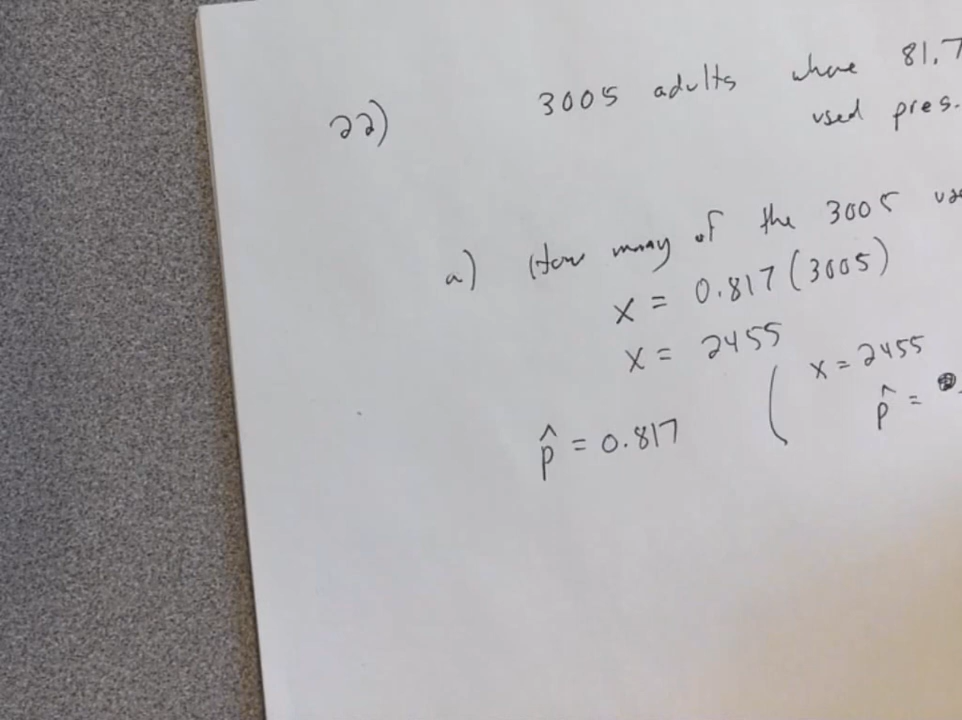 22) 3005 adults where 81.7
used pres.
a) How many of the 3005
x = 0.817(3005)
x = 2455
( x = 2455
p̂ = 0.817 p̂ =